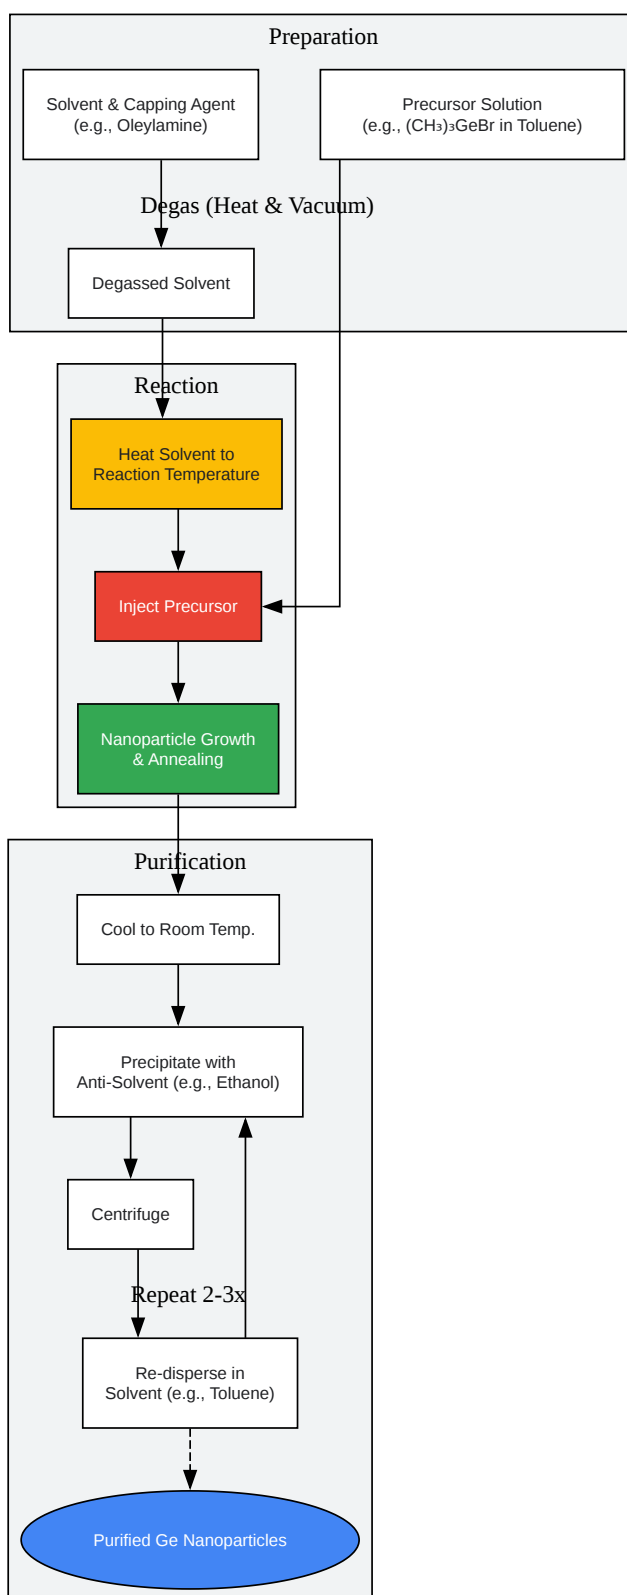 Preparation
Solvent & Capping Agent
(e.g., Oleylamine)
Precursor Solution
(e.g., (CH₃)₃GeBr in Toluene)
Degas (Heat & Vacuum)
Degassed Solvent
Reaction
Heat Solvent to
Reaction Temperature
Inject Precursor
Nanoparticle Growth
& Annealing
Purification
Cool to Room Temp.
Precipitate with
Anti-Solvent (e.g., Ethanol)
Centrifuge
Repeat 2-3x
Re-disperse in
Solvent (e.g., Toluene)
Purified Ge Nanoparticles